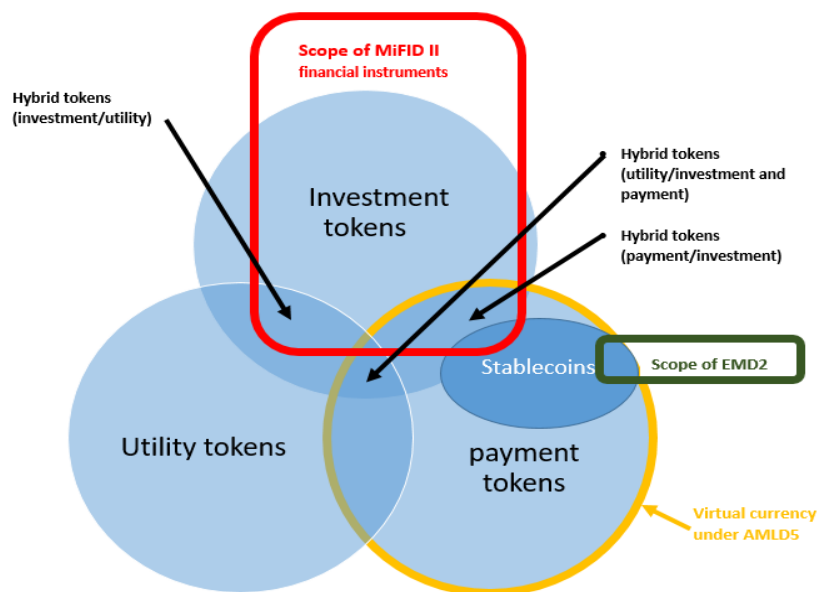 Scope of MiFID II
financial instruments
Hybrid tokens
(investment/utility)
Hybrid tokens
(utility/investment and
payment)
Investment
tokens
Hybrid tokens
(payment/investment)
Stablecoins
Scope of EMD2
Utility tokens
payment
tokens
Virtual currency
under AMLD5